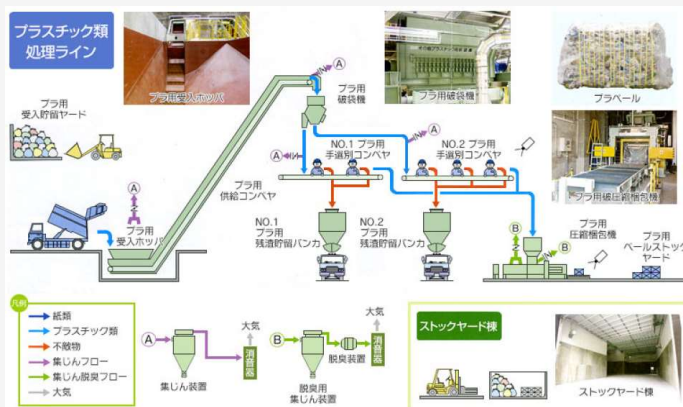 プラスチック類
処理ライン
プラ用受入ホッパ
Ⓐ
プラ用
破袋機
プラ用破袋機
プラベール
プラ用
受入貯留ヤード
Ⓐ
Ⓐ
NO.1 プラ用
手選別コンベヤ
NO.2 プラ用
手選別コンベヤ
プラ用破圧縮梱包機
Ⓐ
プラ用
供給コンベヤ
プラ用
受入ホッパ
NO.1
プラ用
残渣貯留バンカ
NO.2
プラ用
残渣貯留バンカ
Ⓑ
Ⓑ
プラ用
圧縮梱包機
プラ用
ベールストック
ヤード
凡例
紙類
プラスチック類
不敵物
集じんフロー
集じん脱臭フロー
大気
Ⓐ
集じん装置
大気
消音器
Ⓑ
脱臭用
集じん装置
脱臭装置
大気
消音器
ストックヤード棟
ストックヤード棟